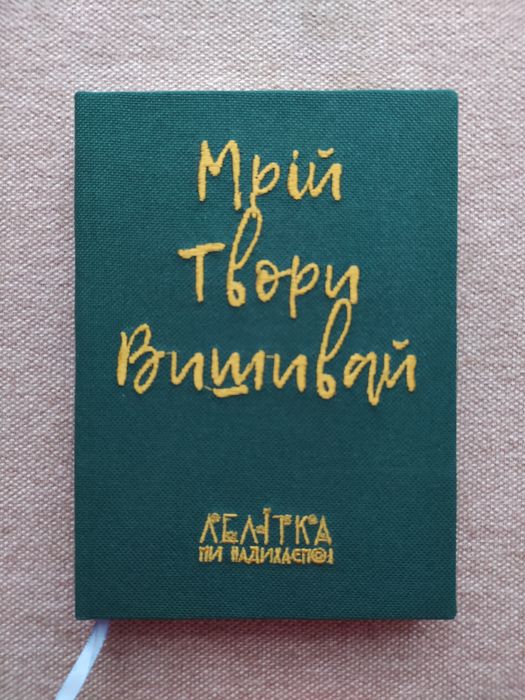 Мрій
Твори
Вишивай
ЛЕЛІТКА
МИ НАДИХАЄМО!